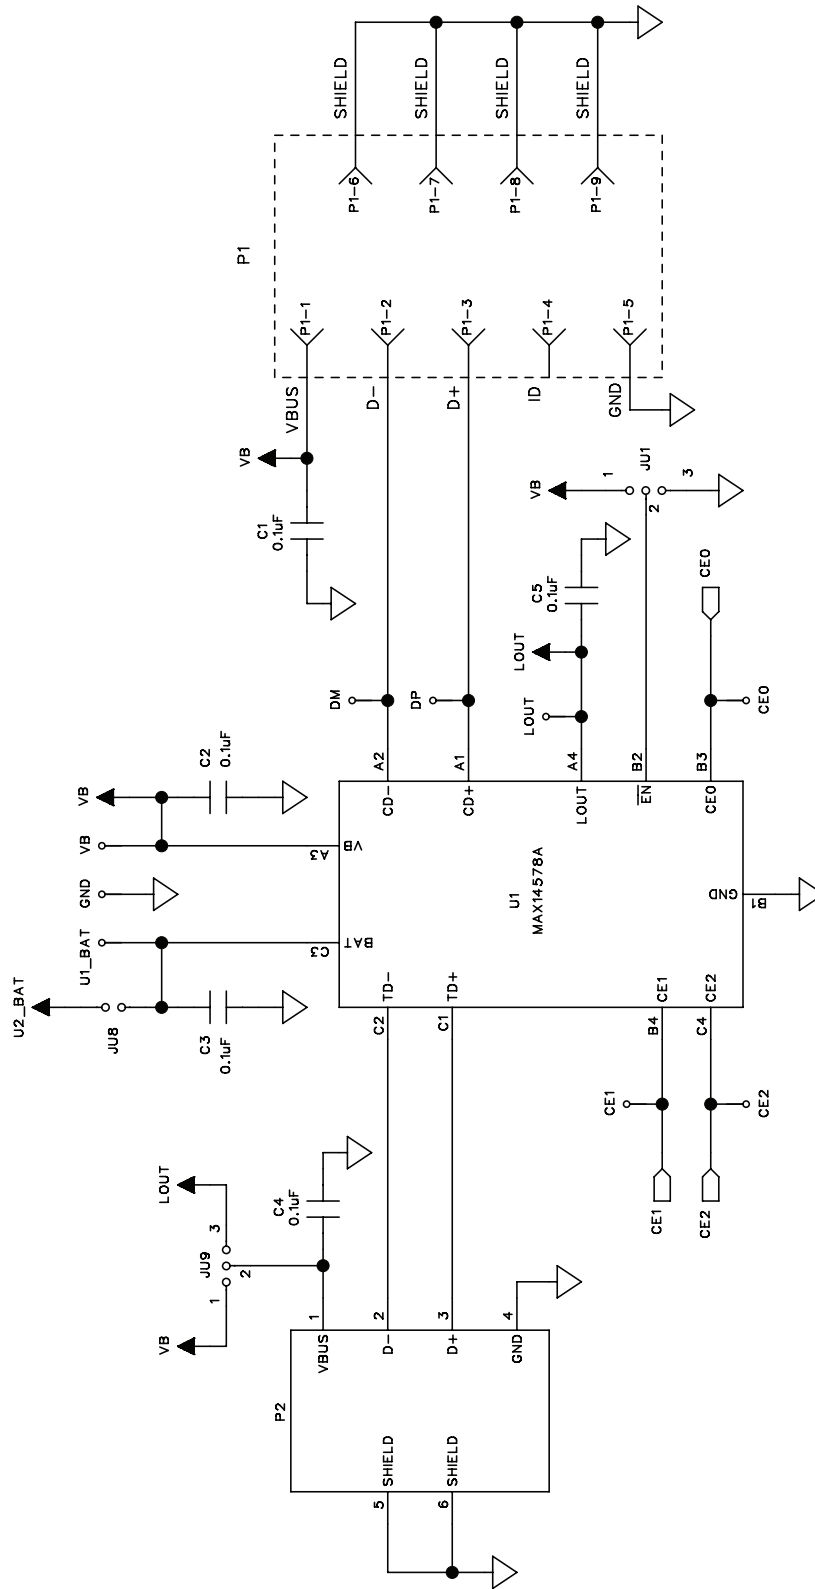 P1
SHIELD
SHIELD
SHIELD
SHIELD
P1-6
P1-7
P1-8
P1-9
P1-1
P1-2
P1-3
P1-4
P1-5
VBUS
D-
D+
ID
GND
VB
C1
0.1uF
VB
1
JU1
2
3
C5
0.1uF
LOUT
LOUT
DM
DP
CE0
CE0
C2
0.1uF
VB
VB
GND
U1_BAT
U2_BAT
JU8
C3
0.1uF
A3
VB
C3
BAT
A2
CD-
A1
CD+
A4
LOUT
B2
EN
B3
CE0
U1
MAX14578A
GND
B1
TD-
C2
TD+
C1
CE1
B4
CE2
C4
CE1
CE2
CE1
CE2
LOUT
3
JU9
2
1
VB
C4
0.1uF
1
VBUS
2
D-
3
D+
4
GND
P2
SHIELD
5
SHIELD
6